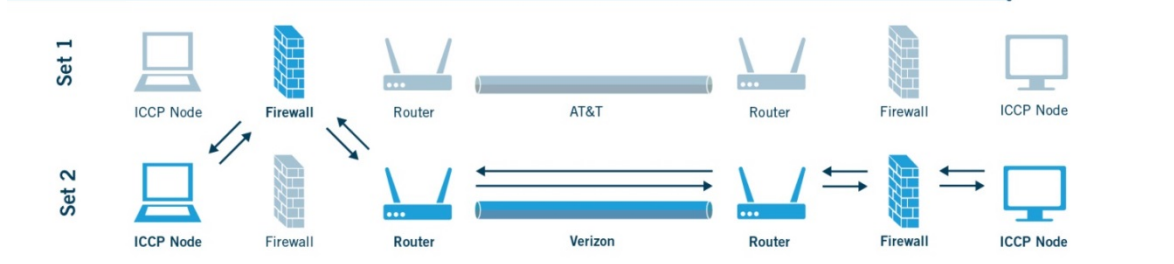 Set 1
ICCP Node
Firewall
Router
AT&T
Router
Firewall
ICCP Node
Set 2
ICCP Node
Firewall
Router
Verizon
Router
Firewall
ICCP Node